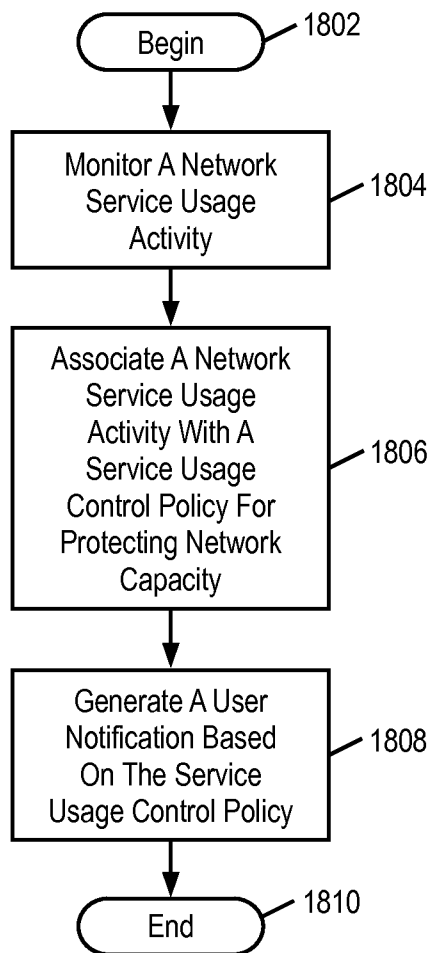 Begin
1802
Monitor A Network
Service Usage
Activity
1804
Associate A Network
Service Usage
Activity With A
Service Usage
Control Policy For
Protecting Network
Capacity
1806
Generate A User
Notification Based
On The Service
Usage Control Policy
1808
End
1810